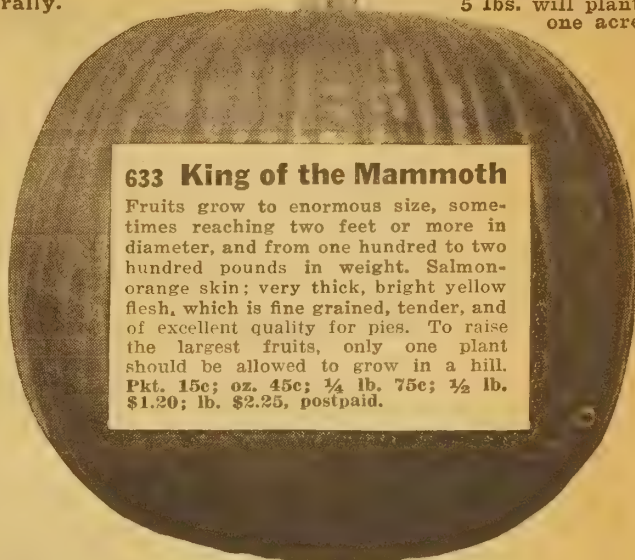 rally.
5 lbs. will plant
one acre
633 King of the Mammoth
Fruits grow to enormous size, some-
times reaching two feet or more in
diameter, and from one hundred to two
hundred pounds in weight. Salmon-
orange skin; very thick, bright yellow
flesh, which is fine grained, tender, and
of excellent quality for pies. To raise
the largest fruits, only one plant
should be allowed to grow in a hill.
Pkt. 15c; oz. 45c; ¼ lb. 75c; ½ lb.
$1.20; lb. $2.25, postpaid.